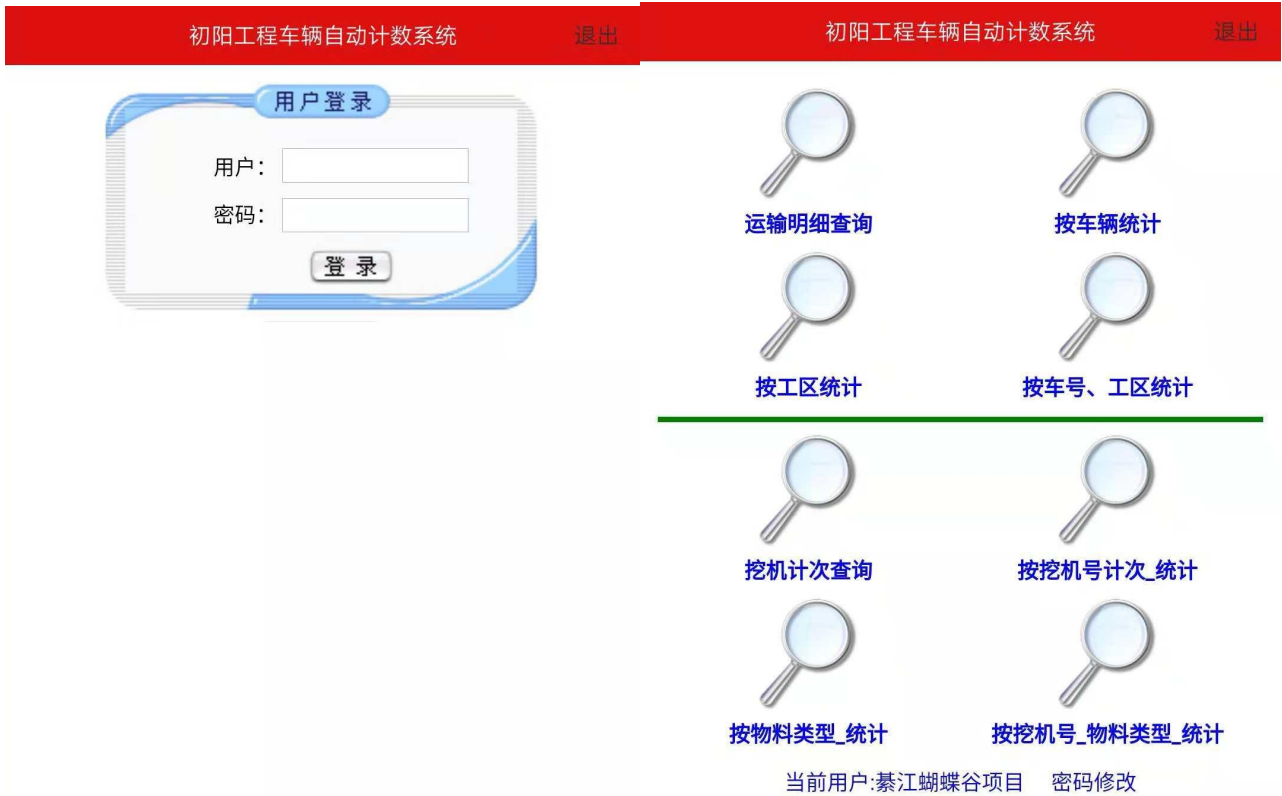 初阳工程车辆自动计数系统 退出
用户登录
用户：
密码：
登录
初阳工程车辆自动计数系统 退出
运输明细查询 按车辆统计
按工区统计 按车号、工区统计
挖机计次查询 按挖机号计次_统计
按物料类型_统计 按挖机号_物料类型_统计
当前用户:綦江蝴蝶谷项目 密码修改